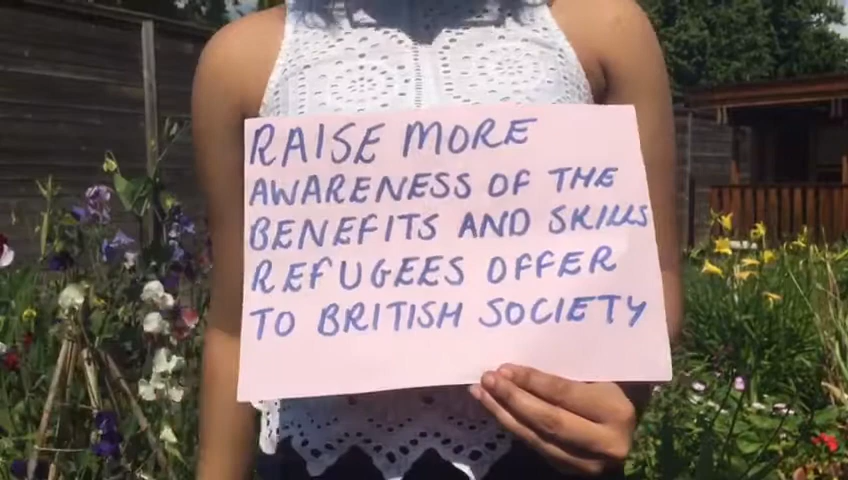 RAISE MORE
AWARENESS OF THE
BENEFITS AND SKILLS
REFUGEES OFFER
TO BRITISH SOCIETY